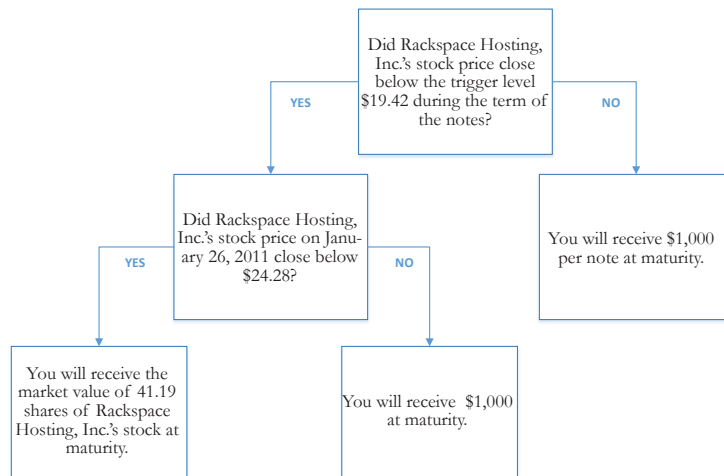 Did Rackspace Hosting,
Inc.'s stock price close
below the trigger level
$19.42 during the term of
the notes?
YES
NO
Did Rackspace Hosting,
Inc.'s stock price on Janu-
ary 26, 2011 close below
$24.28?
You will receive $1,000
per note at maturity.
YES
NO
You will receive the
market value of 41.19
shares of Rackspace
Hosting, Inc.'s stock at
maturity.
You will receive $1,000
at maturity.